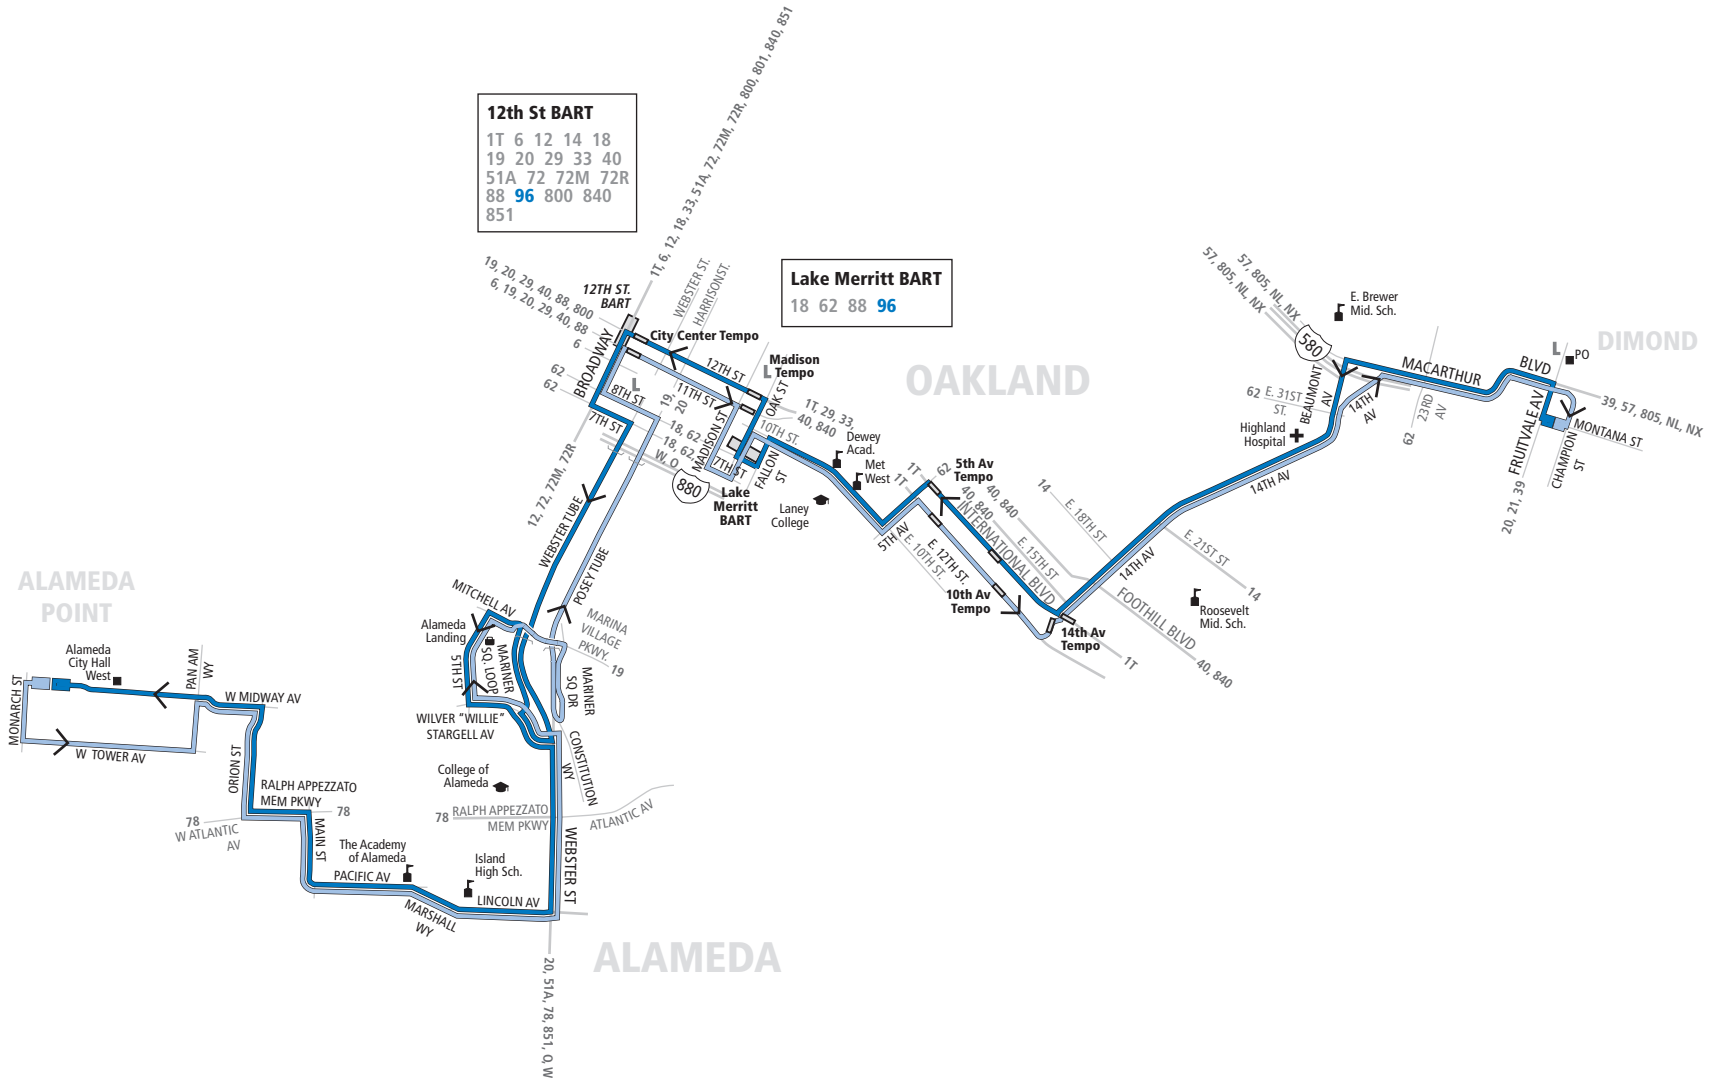 1T, 6, 12, 18, 33, 51A, 72, 72M, 72R, 800, 801, 840, 851
12th St BART
1T 6 12 14 18
19 20 29 33 40
51A 72 72M 72R
88 96 800 840
851
Lake Merritt BART
18 62 88 96
19, 20, 29, 40, 88, 800
6, 19, 20, 29, 40, 88
6
62
62
12TH ST.
BART
BROADWAY
WEBSTER ST.
HARRISON ST.
City Center Tempo
12TH ST
11TH ST
Madison
Tempo
L
OAK ST
L
8TH ST
7TH ST
19,
20
18, 62
18, 62,
W, O
MADISON ST
10TH ST.
1T, 29, 33,
40, 840
7TH ST
FALLON
ST
880
Lake
Merritt
BART
12, 72, 72M, 72R
WEBSTER TUBE
POSEY TUBE
Dewey
Acad.
Met
West
Laney
College
OAKLAND
5TH AV
1T
1T
62
5th Av
Tempo
40, 840
40, 840
INTERNATIONAL BLVD
E. 12TH ST.
E. 10TH ST.
10th Av
Tempo
E. 15TH ST
14
E. 18TH ST
14th Av
Tempo
1T
FOOTHILL BLVD
40, 840
14TH AV
E. 21ST ST
14
Roosevelt
Mid. Sch.
14TH AV
Highland
Hospital
62
E. 31ST
ST.
BEAUMONT
AV
14TH
AV
57, 805, NL, NX
57, 805, NL, NX
580
E. Brewer
Mid. Sch.
MACARTHUR
BLVD
62
23RD
AV
DIMOND
L
PO
39, 57, 805, NL, NX
MONTANA ST
CHAMPION
ST
FRUITVALE AV
20, 21, 39
MITCHELL AV
Alameda
Landing
5TH ST
MARINER
SQ. LOOP
MARINA
VILLAGE
PKWY.
19
MARINER
SQ DR
WILVER "WILLIE"
STARGELL AV
CONSTITUTION
WY
College of
Alameda
78
RALPH APPEZZATO
MEM PKWY
ATLANTIC AV
WEBSTER ST
ALAMEDA
POINT
Alameda
City Hall
West
PAN AM
WY
W MIDWAY AV
MONARCH ST
W TOWER AV
ORION ST
RALPH APPEZZATO
MEM PKWY
78
78
W ATLANTIC
AV
MAIN ST
The Academy
of Alameda
Island
High Sch.
PACIFIC AV
MARSHALL
WY
LINCOLN AV
ALAMEDA
20, 51A, 78, 851, O, W